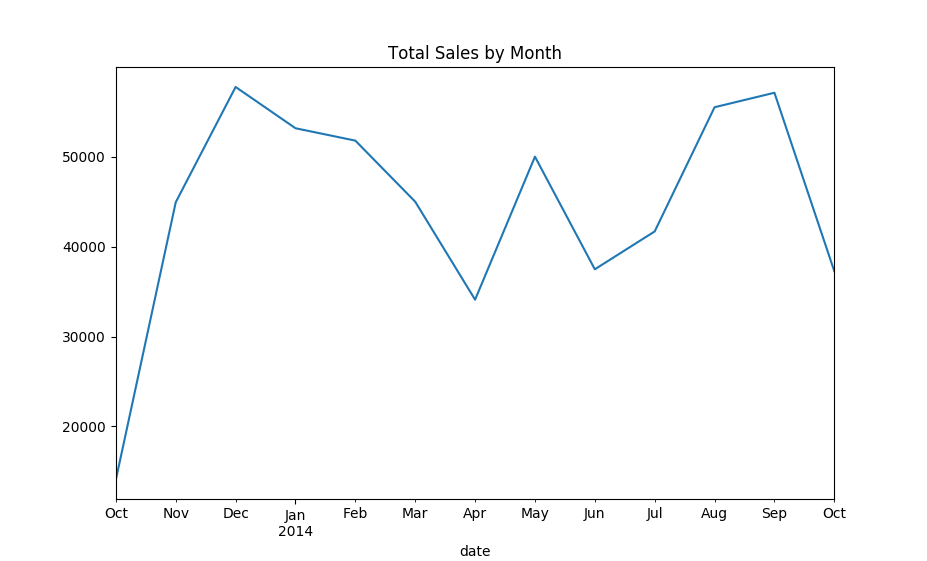 Total Sales by Month
50000
40000
30000
20000
Oct Nov Dec Jan Feb Mar Apr May Jun Jul Aug Sep Oct
2014
date